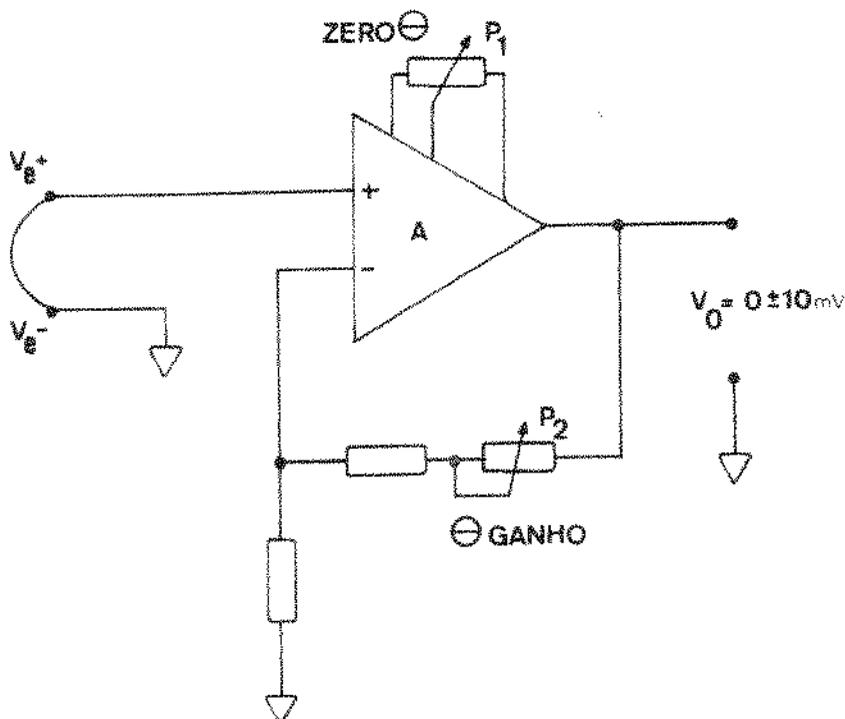 ZERO⊖
P1
Ve+
+
A
-
Ve-
V0= 0±10mV
P2
⊖ GANHO